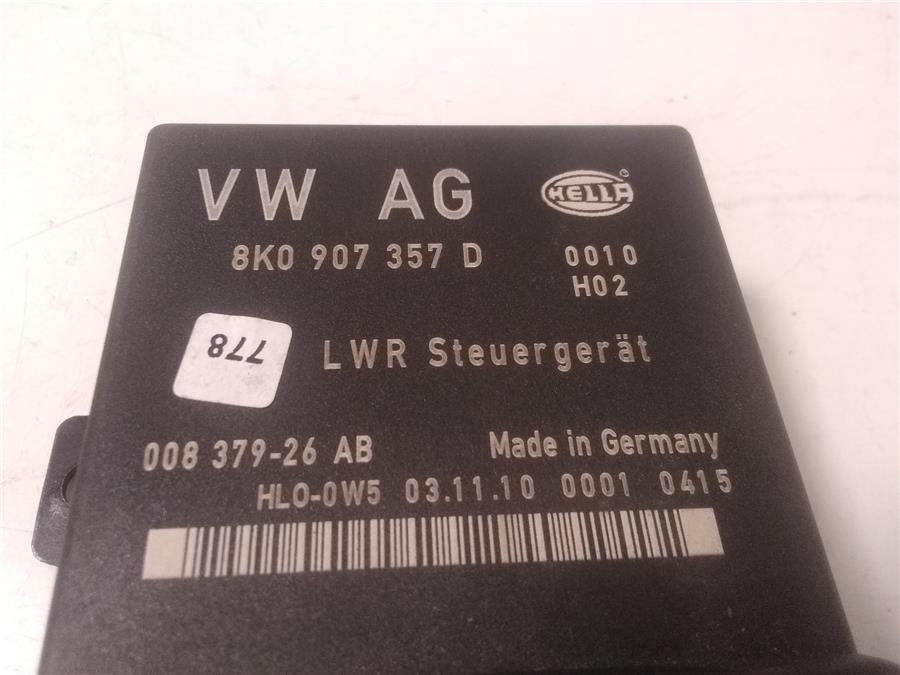 VW AG HELLA
8K0 907 357 D 0010
H02
778
LWR Steuergerät
008 379-26 AB Made in Germany
HLO-0W5 03.11.10 0001 0415